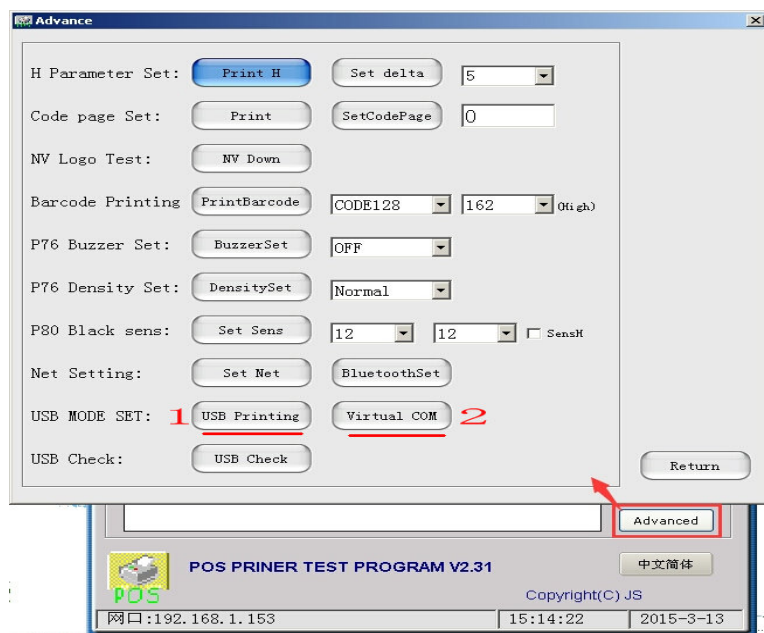 Advance
H Parameter Set: Print H Set delta 5
Code page Set: Print SetCodePage 0
NV Logo Test: NV Down
Barcode Printing PrintBarcode CODE128 162 (High)
P76 Buzzer Set: BuzzerSet OFF
P76 Density Set: DensitySet Normal
P80 Black sens: Set Sens 12 12 SensH
Net Setting: Set Net BluetoothSet
USB MODE SET: 1 USB Printing Virtual COM 2
USB Check: USB Check
Return
Advanced
POS PRINER TEST PROGRAM V2.31 中文简体
POS Copyright(C) JS
网口:192.168.1.153 15:14:22 2015-3-13